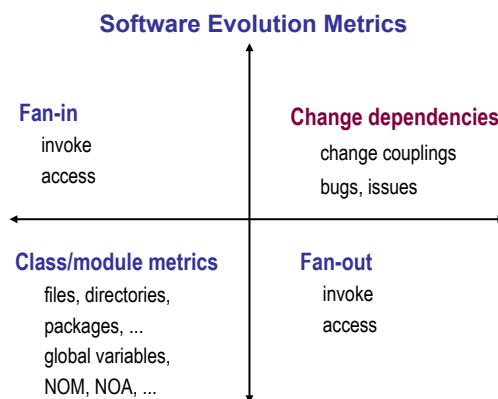 Software Evolution Metrics
Fan-in
invoke
access
Change dependencies
change couplings
bugs, issues
Class/module metrics
files, directories,
packages, ...
global variables,
NOM, NOA, ...
Fan-out
invoke
access